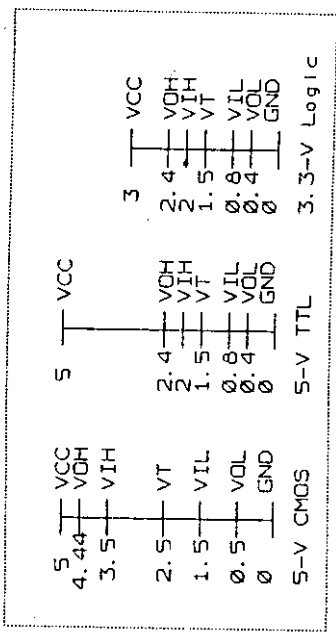 5 VCC
4.44 VOH
3.5 VIH
2.5 VT
1.5 VIL
0.5 VOL
0 GND
5-V CMOS
5 VCC
2.4 VOH
2 VIH
1.5 VT
0.8 VIL
0.4 VOL
0 GND
5-V TTL
3 VCC
2.4 VOH
2 VIH
1.5 VT
0.8 VIL
0.4 VOL
0 GND
3.3-V Logic